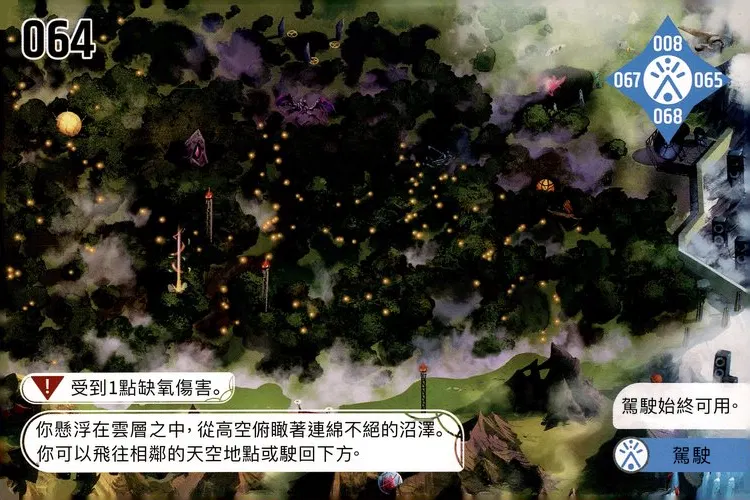 064
008
067
065
068
受到1點缺氧傷害。
你懸浮在雲層之中，從高空俯瞰著連綿不絕的沼澤。
你可以飛往相鄰的天空地點或駛回下方。
駕駛始終可用。
駕駛